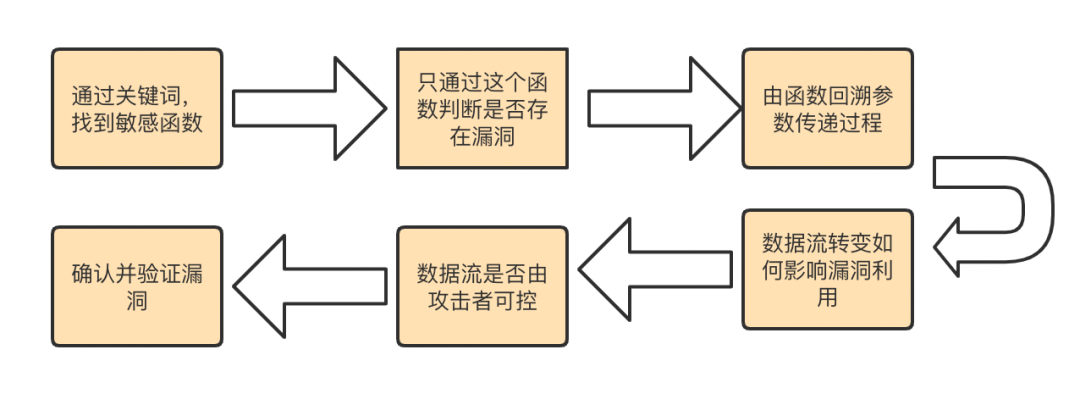 通过关键词,
找到敏感函数
只通过这个函
数判断是否存
在漏洞
由函数回溯参
数传递过程
数据流转变如
何影响漏洞利
用
数据流是否由
攻击者可控
确认并验证漏
洞